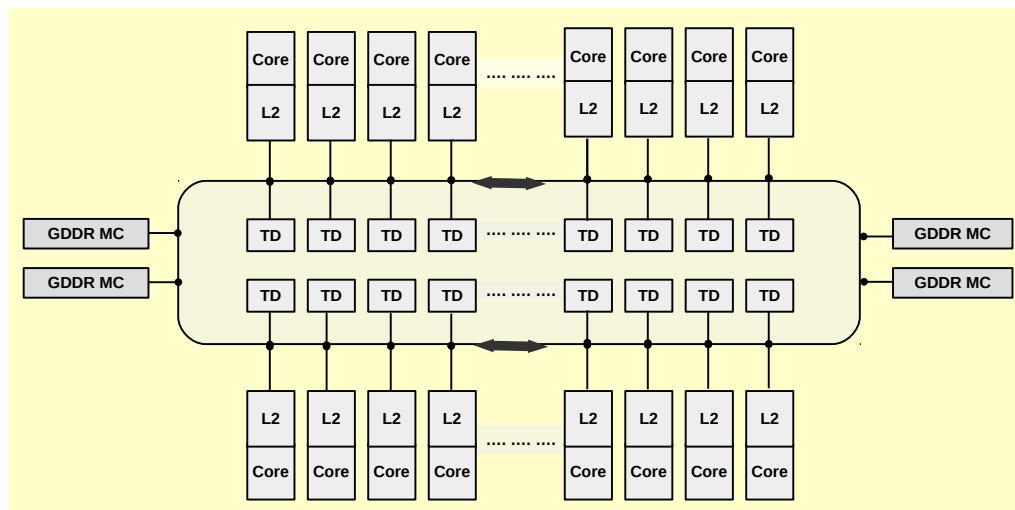 Core Core Core Core Core Core Core Core
.... .... ....
L2 L2 L2 L2 L2 L2 L2 L2
GDDR MC TD TD TD TD .... .... .... TD TD TD TD GDDR MC
GDDR MC TD TD TD TD .... .... .... TD TD TD TD GDDR MC
L2 L2 L2 L2 L2 L2 L2 L2
.... .... ....
Core Core Core Core Core Core Core Core